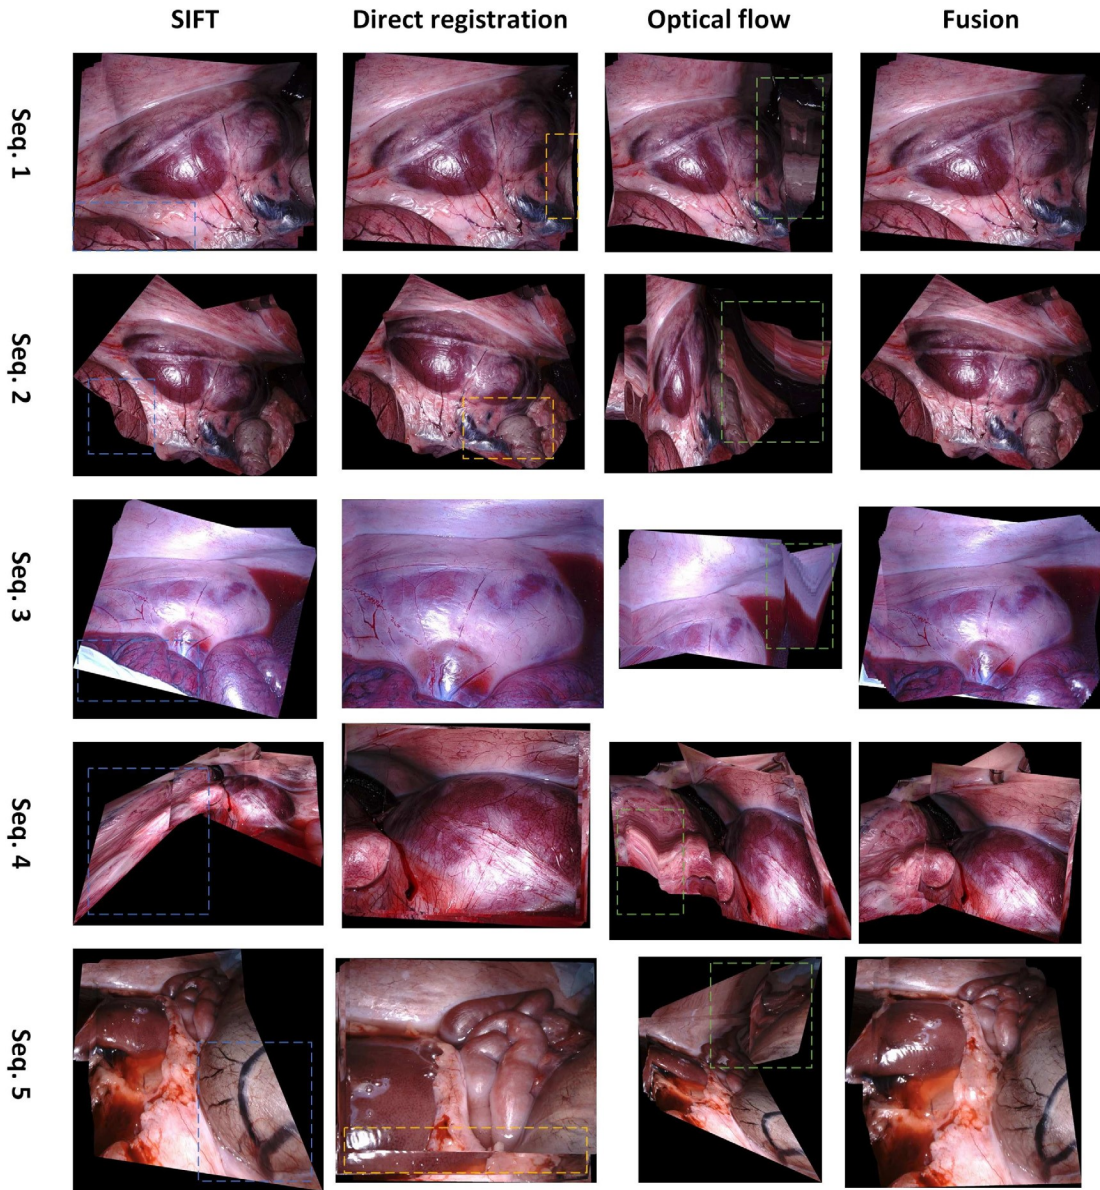 SIFT
Direct registration
Optical flow
Fusion
Seq. 1
Seq. 2
Seq. 3
Seq. 4
Seq. 5